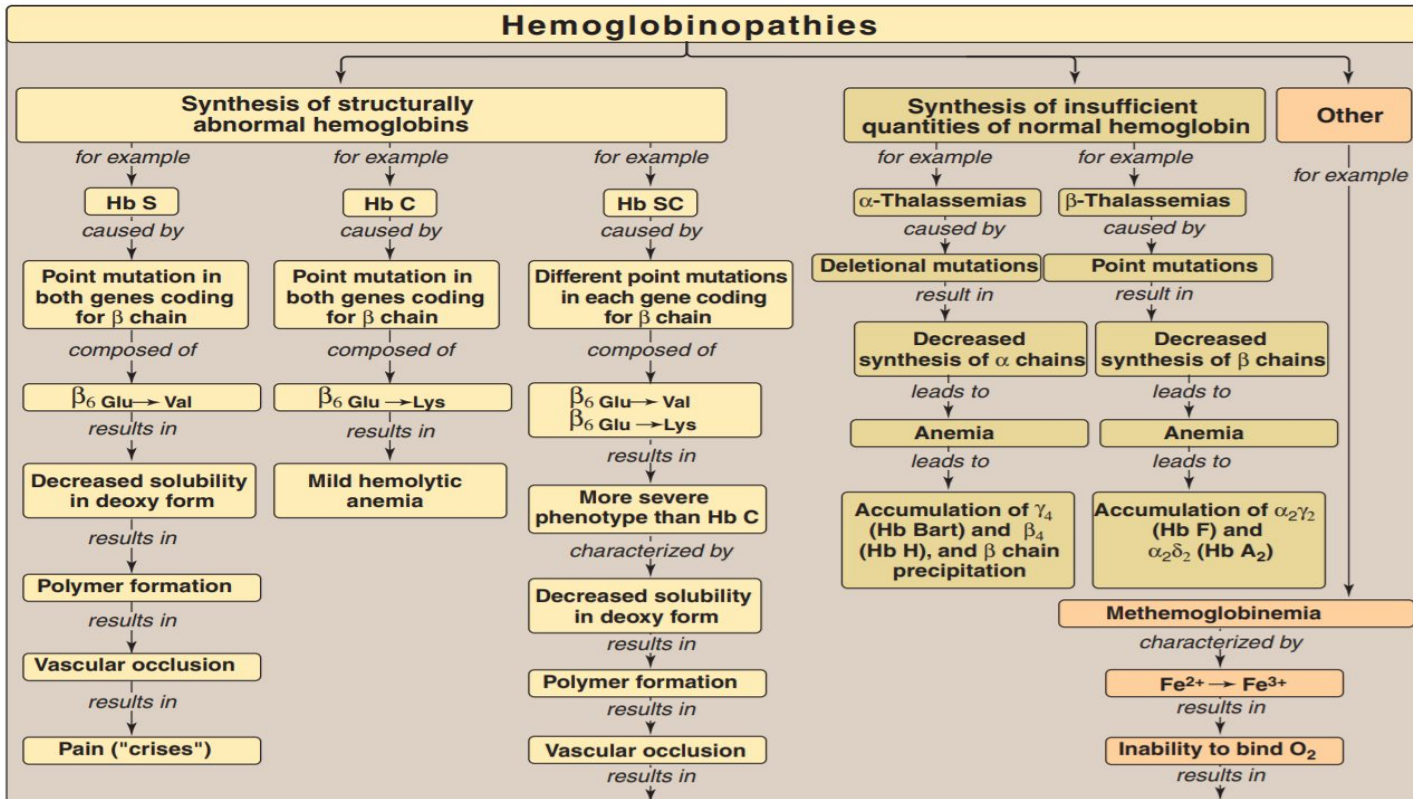 Hemoglobinopathies
Synthesis of structurally
abnormal hemoglobins
for example
Hb S
caused by
Point mutation in
both genes coding
for β chain
composed of
β₆ Glu→ Val
results in
Decreased solubility
in deoxy form
results in
Polymer formation
results in
Vascular occlusion
results in
Pain ("crises")
for example
Hb C
caused by
Point mutation in
both genes coding
for β chain
composed of
β₆ Glu →Lys
results in
Mild hemolytic
anemia
for example
Hb SC
caused by
Different point mutations
in each gene coding
for β chain
composed of
β₆ Glu→ Val
β₆ Glu →Lys
results in
More severe
phenotype than Hb C
characterized by
Decreased solubility
in deoxy form
results in
Polymer formation
results in
Vascular occlusion
results in
Synthesis of insufficient
quantities of normal hemoglobin
for example
α-Thalassemias
caused by
Deletional mutations
result in
Decreased
synthesis of α chains
leads to
Anemia
leads to
Accumulation of γ₄
(Hb Bart) and β₄
(Hb H), and β chain
precipitation
for example
β-Thalassemias
caused by
Point mutations
result in
Decreased
synthesis of β chains
leads to
Anemia
leads to
Accumulation of α₂γ₂
(Hb F) and
α₂δ₂ (Hb A₂)
Other
for example
Methemoglobinemia
characterized by
Fe²⁺→ Fe³⁺
results in
Inability to bind O₂
results in